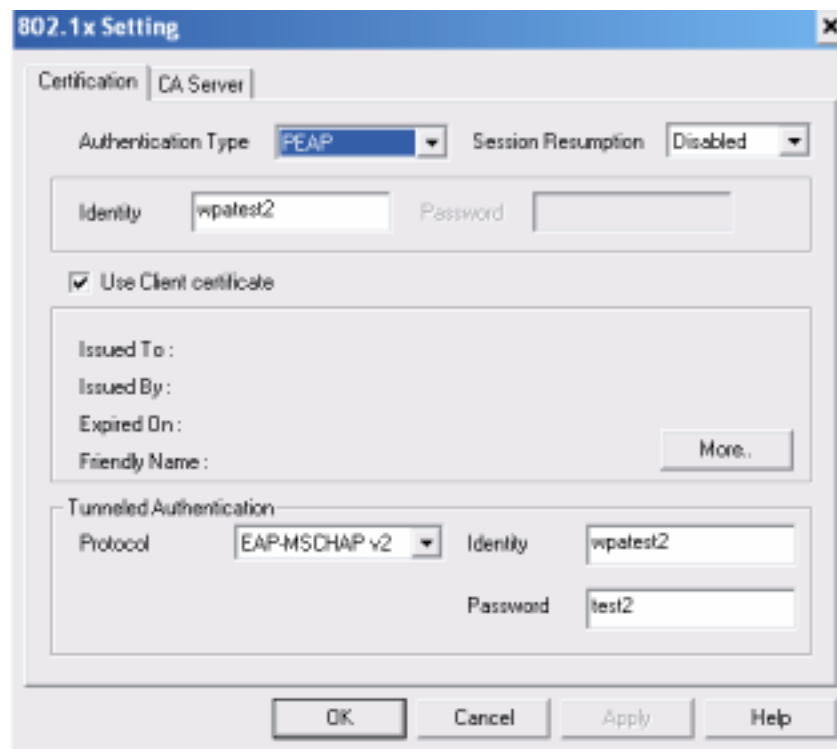 802.1x Setting
Certification CA Server
Authentication Type PEAP Session Resumption Disabled
Identity wpatest2 Password
Use Client certificate
Issued To :
Issued By :
Expired On :
Friendly Name :
More..
Tunneled Authentication
Protocol EAP-MSCHAP v2 Identity wpatest2
Password test2
OK Cancel Apply Help